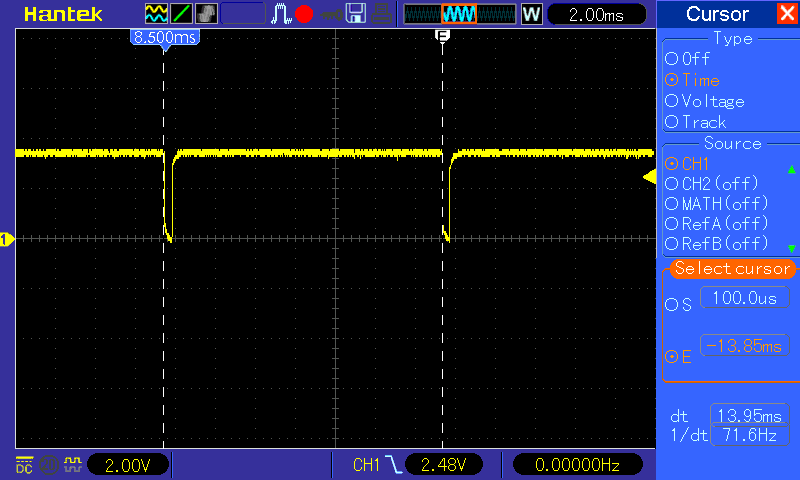 Hantek
W
2.00ms
Cursor
8.500ms
E
Type
Off
Time
Voltage
Track
Source
CH1
CH2(off)
MATH(off)
RefA(off)
RefB(off)
1
Select cursor
S
100.0us
E
-13.85ms
dt
13.95ms
1/dt
71.6Hz
DC
2.00V
CH1
2.48V
0.00000Hz